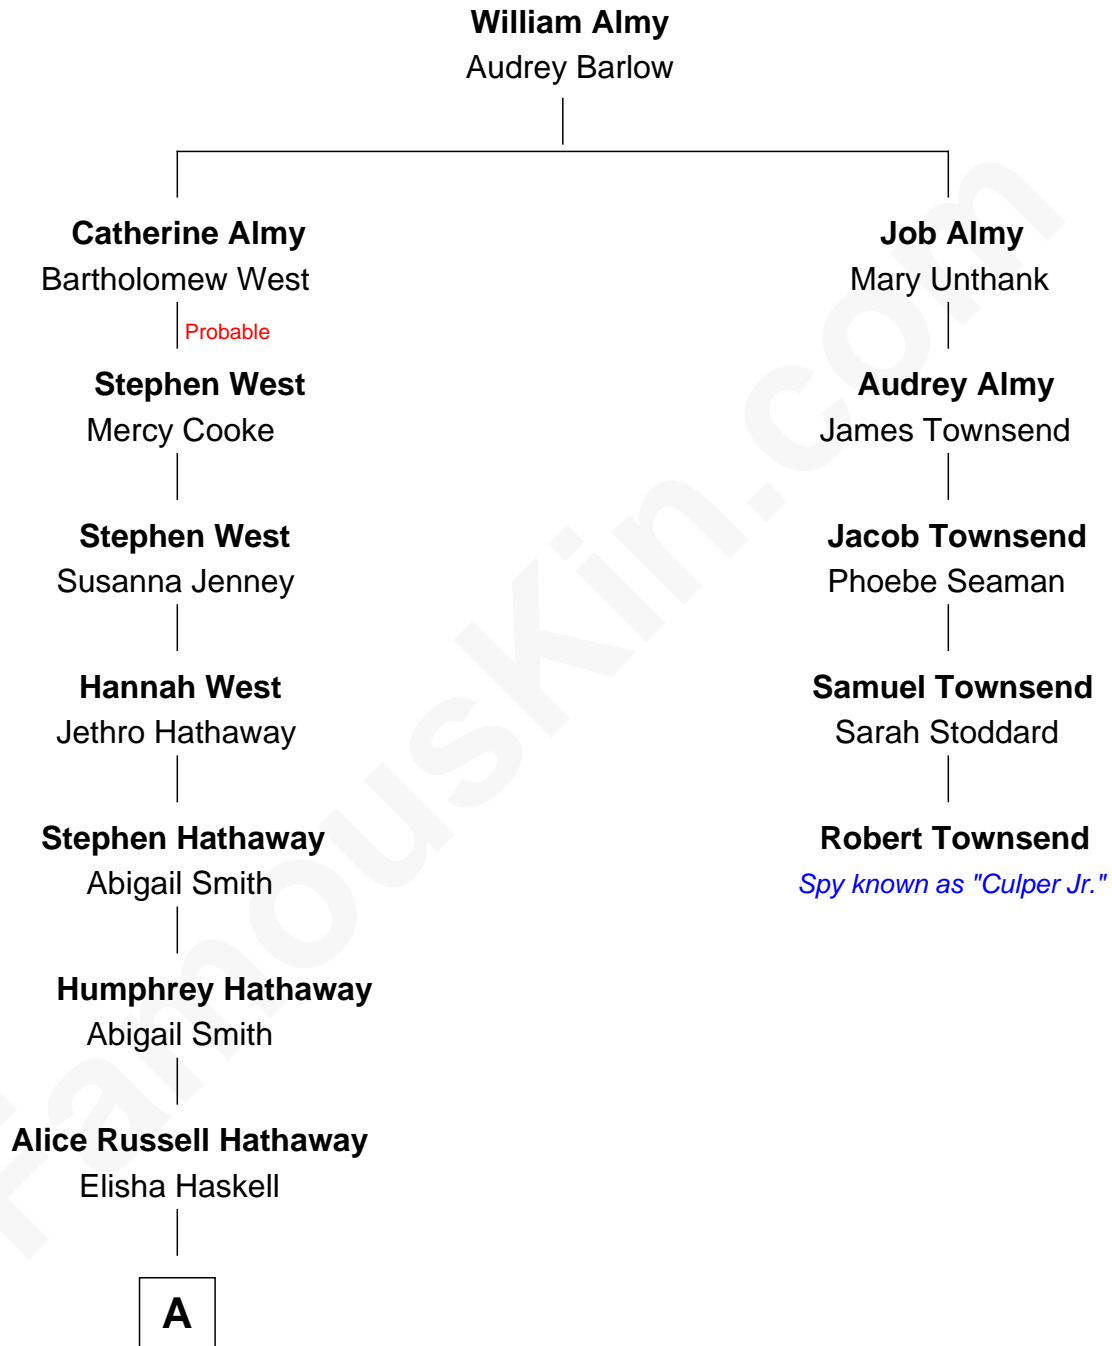 William Almy
Audrey Barlow
Catherine Almy
Bartholomew West
Probable
Stephen West
Mercy Cooke
Stephen West
Susanna Jenney
Hannah West
Jethro Hathaway
Stephen Hathaway
Abigail Smith
Humphrey Hathaway
Abigail Smith
Alice Russell Hathaway
Elisha Haskell
A
Job Almy
Mary Unthank
Audrey Almy
James Townsend
Jacob Townsend
Phoebe Seaman
Samuel Townsend
Sarah Stoddard
Robert Townsend
Spy known as "Culper Jr."
FamousKin.com